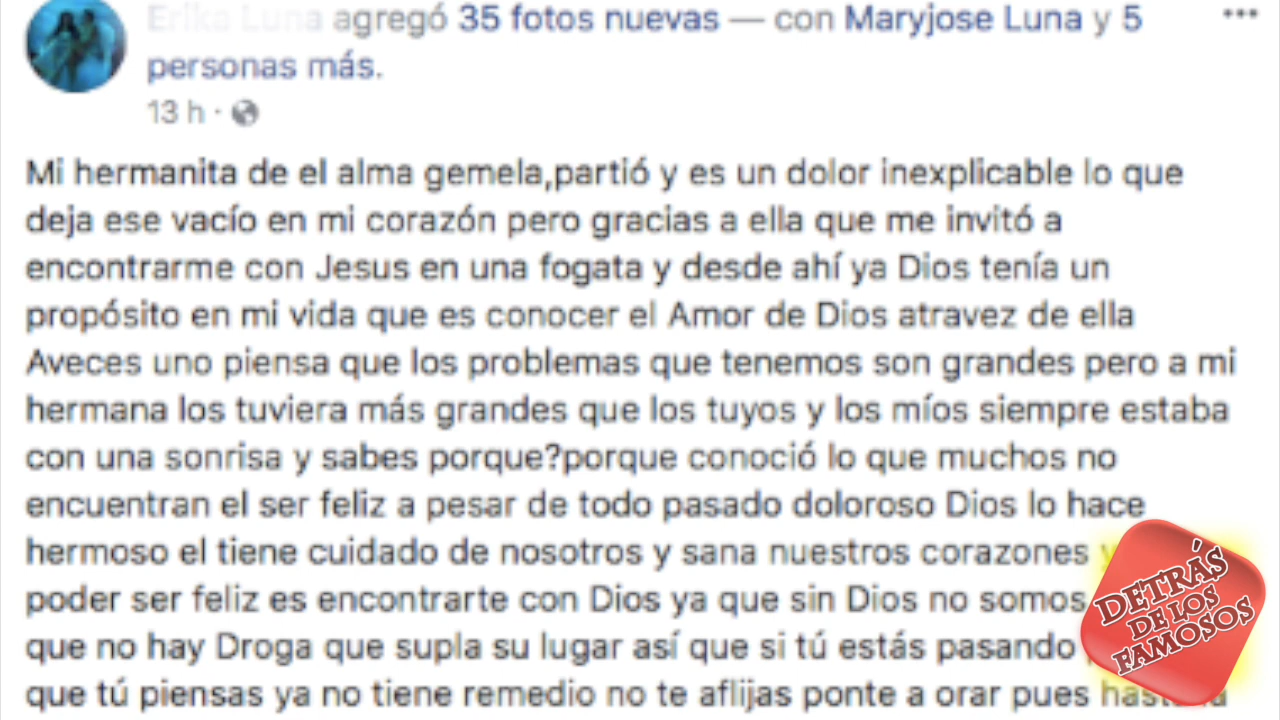 Erika Luna agregó 35 fotos nuevas — con Maryjose Luna y 5
personas más.
13 h ·
Mi hermanita de el alma gemela,partió y es un dolor inexplicable lo que
deja ese vacío en mi corazón pero gracias a ella que me invitó a
encontrarme con Jesus en una fogata y desde ahí ya Dios tenía un
propósito en mi vida que es conocer el Amor de Dios atravez de ella
Aveces uno piensa que los problemas que tenemos son grandes pero a mi
hermana los tuviera más grandes que los tuyos y los míos siempre estaba
con una sonrisa y sabes porque?porque conoció lo que muchos no
encuentran el ser feliz a pesar de todo pasado doloroso Dios lo hace
hermoso el tiene cuidado de nosotros y sana nuestros corazones y
poder ser feliz es encontrarte con Dios ya que sin Dios no somos
que no hay Droga que supla su lugar así que si tú estás pasando
que tú piensas ya no tiene remedio no te aflijas ponte a orar pues
DETRÁS
DE LOS
FAMOSOS